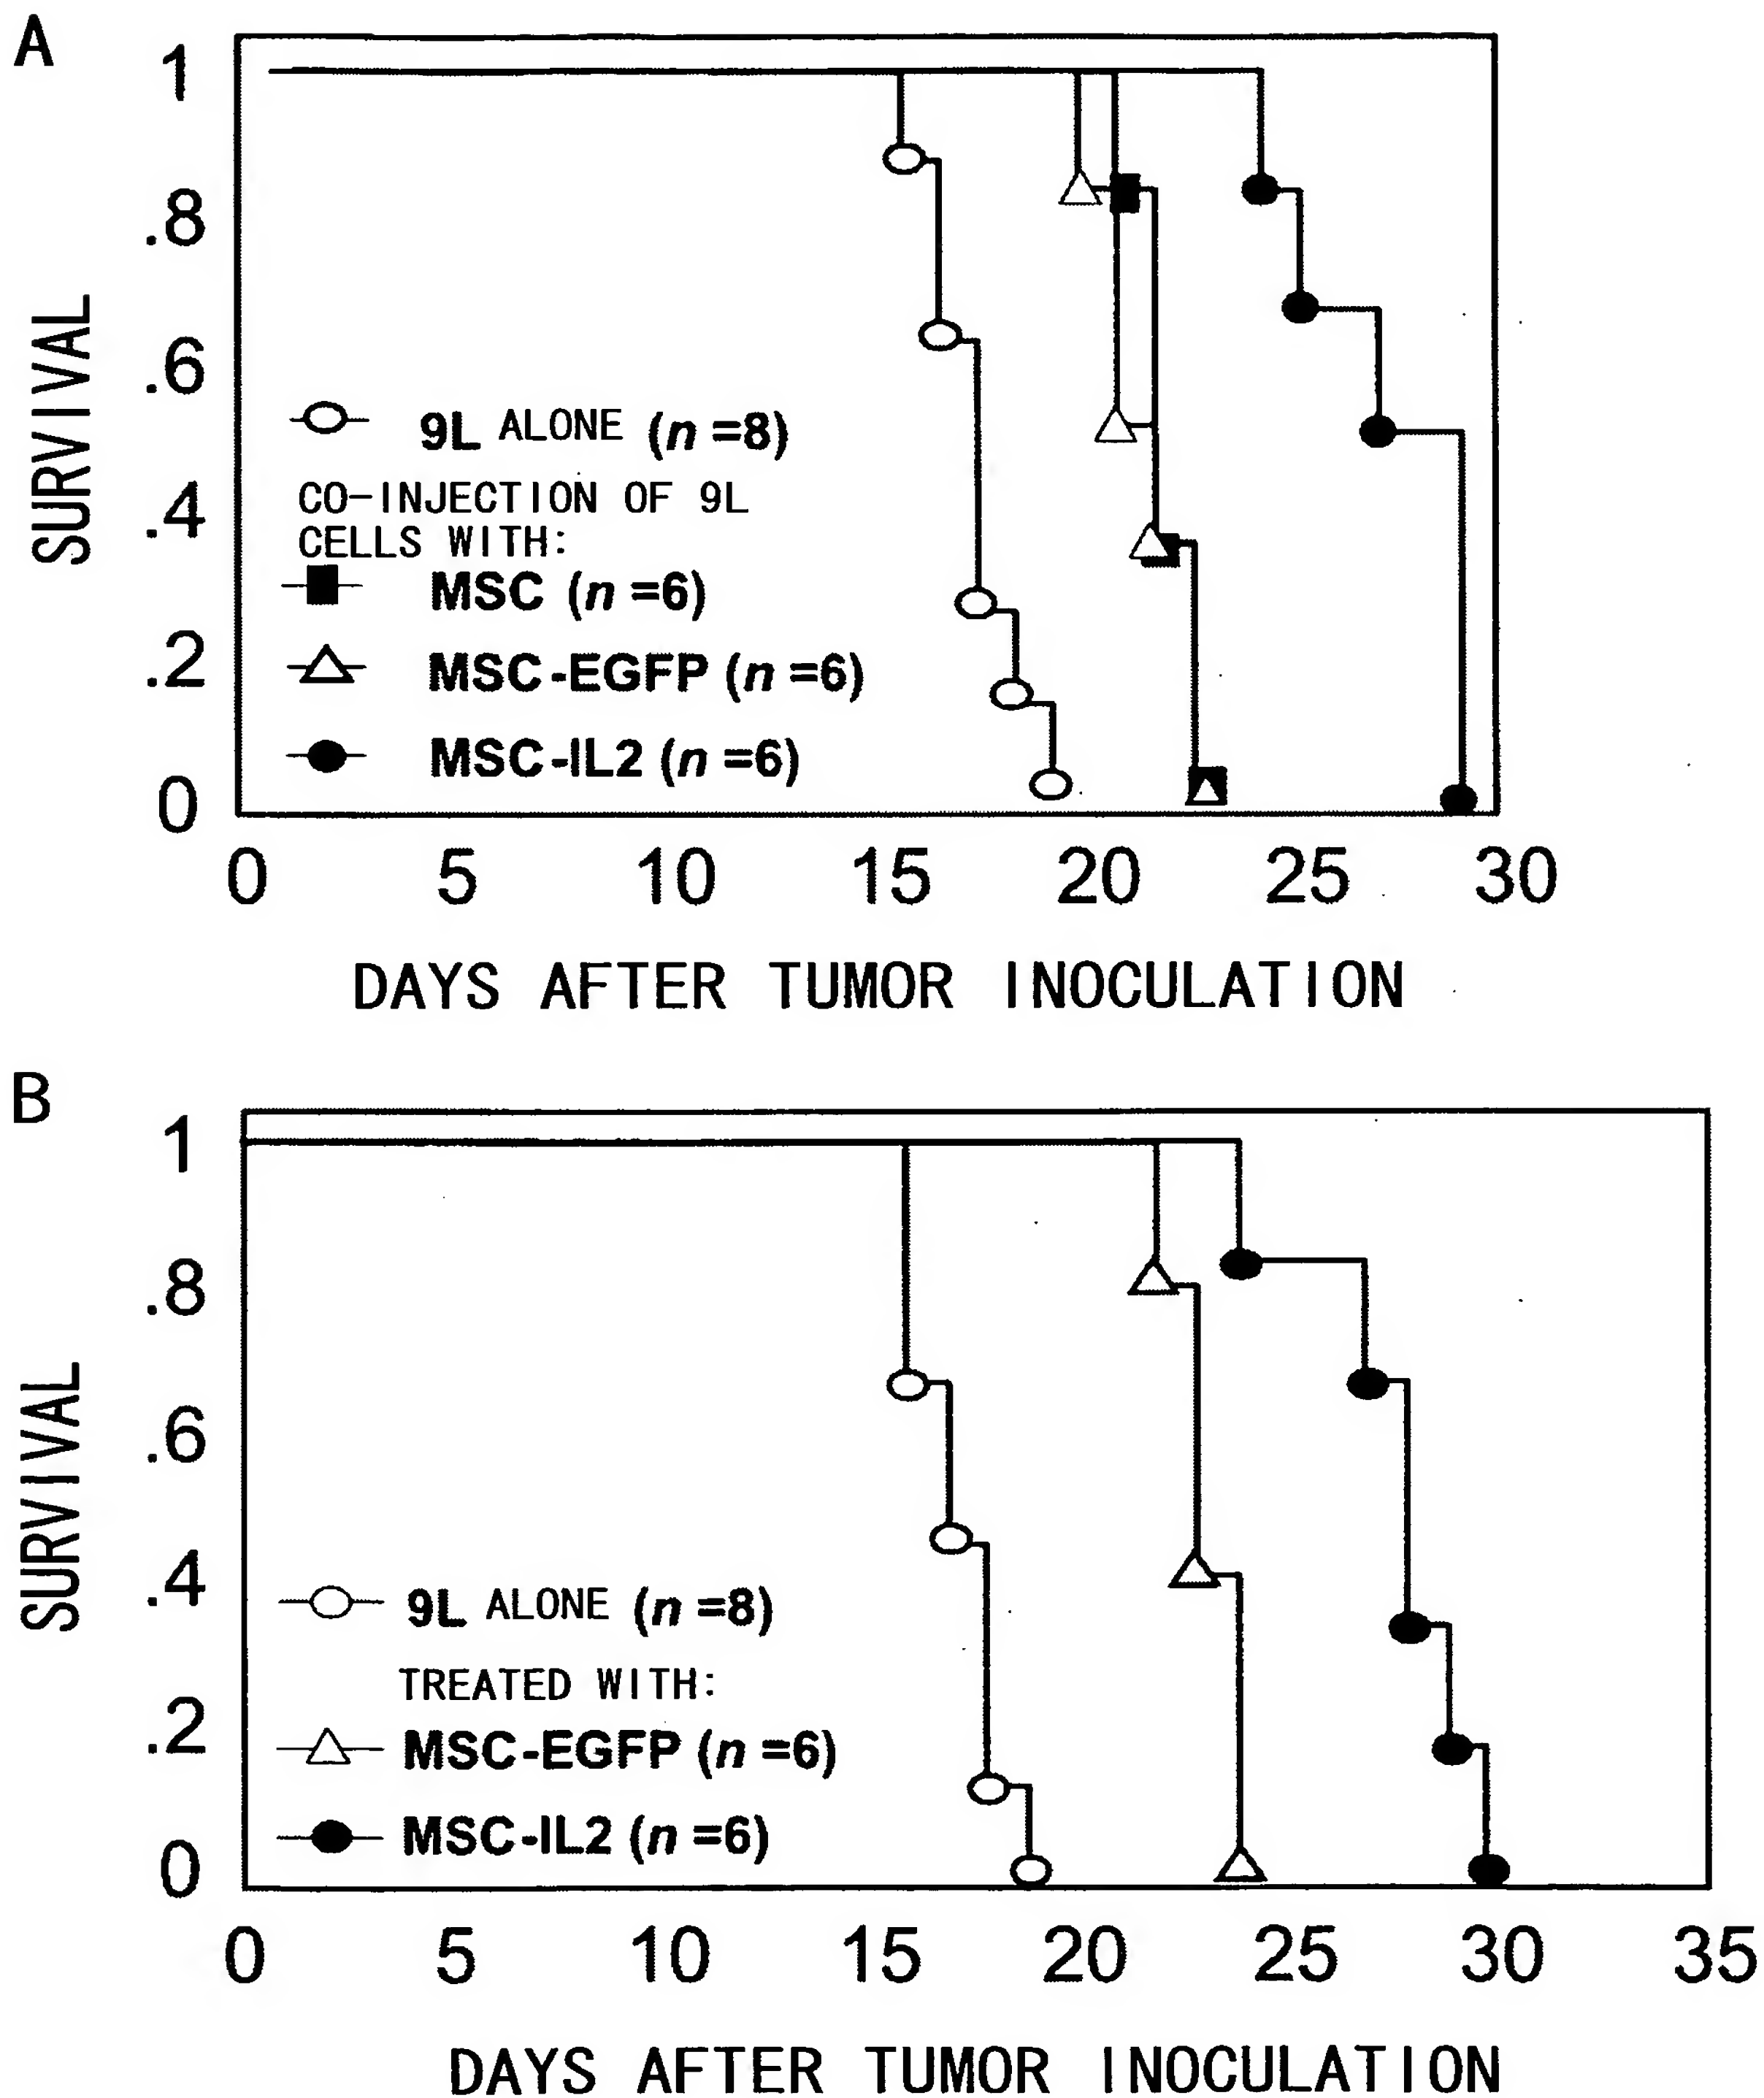 A
1
.8
.6
.4
.2
0
SURVIVAL
9L ALONE (n =8)
CO-INJECTION OF 9L
CELLS WITH:
MSC (n =6)
MSC-EGFP (n =6)
MSC-IL2 (n =6)
0 5 10 15 20 25 30
DAYS AFTER TUMOR INOCULATION
B
1
.8
.6
.4
.2
0
SURVIVAL
9L ALONE (n =8)
TREATED WITH:
MSC-EGFP (n =6)
MSC-IL2 (n =6)
0 5 10 15 20 25 30 35
DAYS AFTER TUMOR INOCULATION